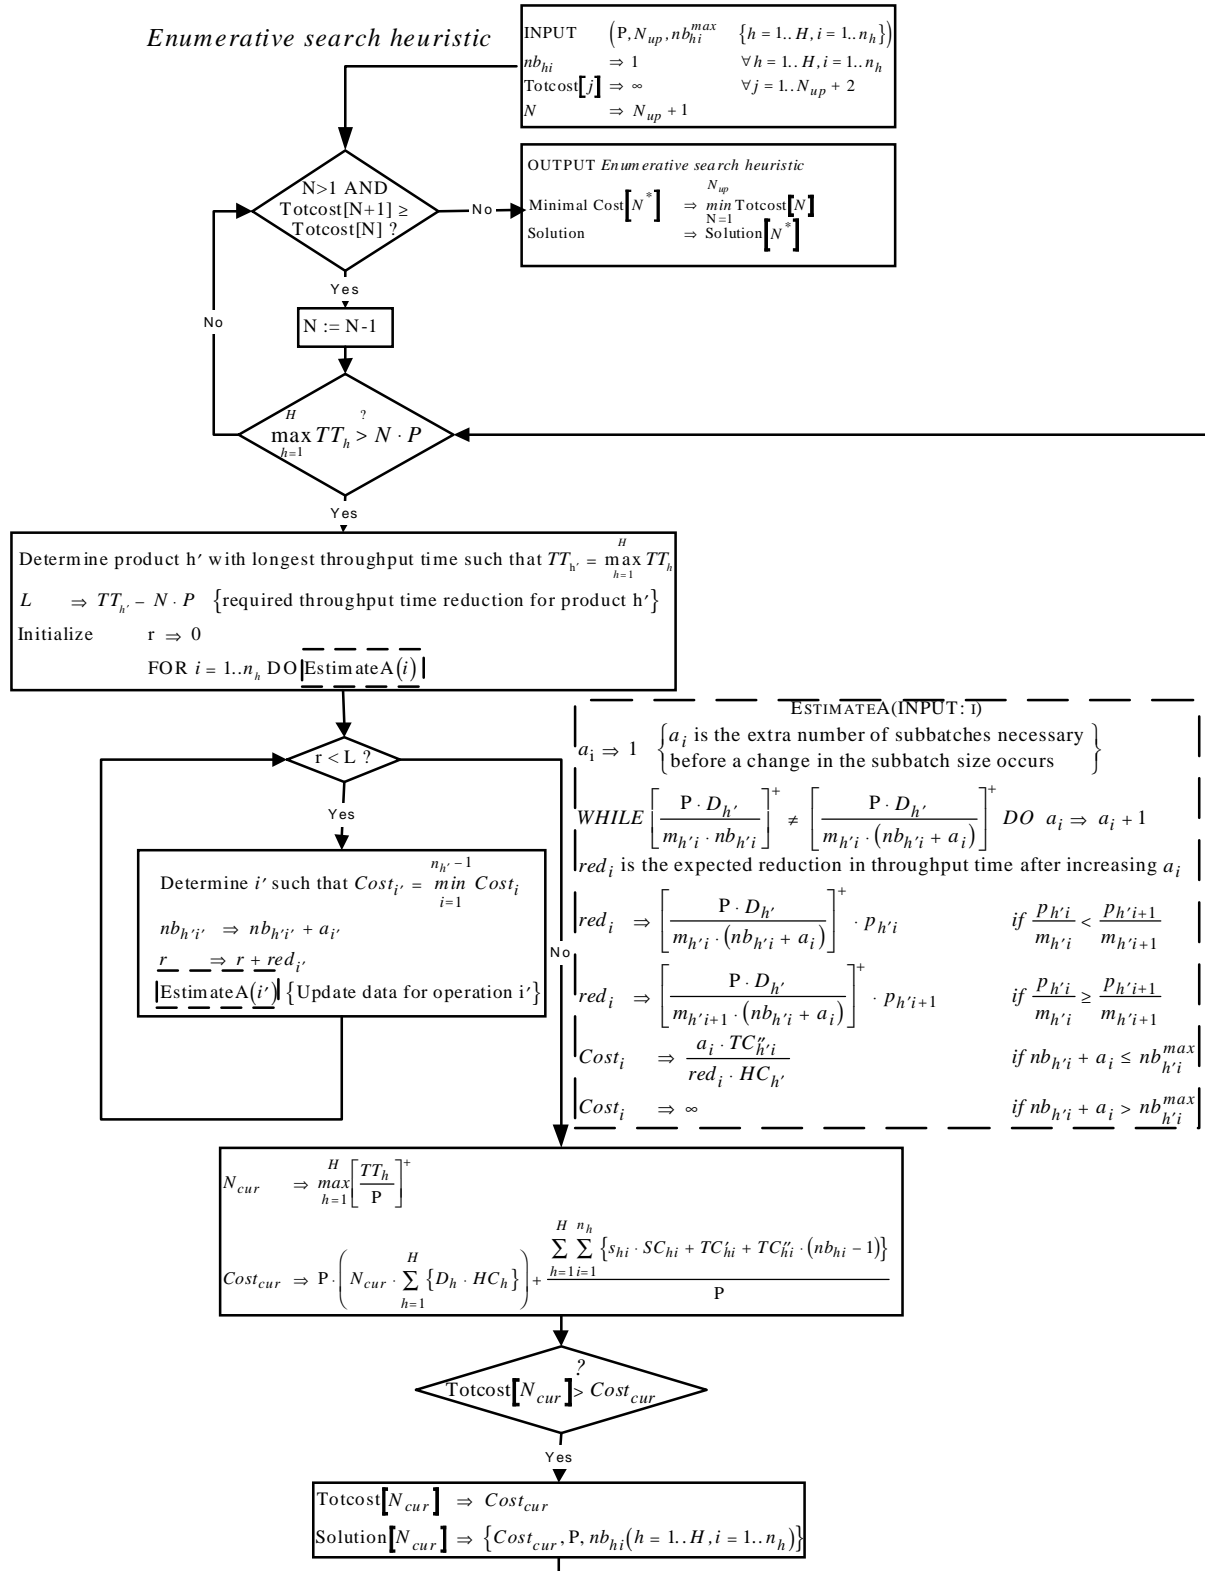 Enumerative search heuristic
INPUT (P, N_up, nb_hi^max {h = 1..H, i = 1..n_h})
nb_hi ⇒ 1 ∀h = 1..H, i = 1..n_h
Totcost[j] ⇒ ∞ ∀j = 1..N_up + 2
N ⇒ N_up + 1
OUTPUT Enumerative search heuristic
Minimal Cost[N^*] ⇒ min_{N=1}^{N_up} Totcost[N]
Solution ⇒ Solution[N^*]
N>1 AND
Totcost[N+1] ≥
Totcost[N] ?
No
Yes
N := N-1
No
max_{h=1}^{H} TT_h >^? N · P
Yes
Determine product h′ with longest throughput time such that TT_h′ = max_{h=1}^{H} TT_h
L ⇒ TT_h′ − N · P {required throughput time reduction for product h′}
Initialize r ⇒ 0
FOR i = 1..n_h DO EstimateA(i)
r < L ?
Yes
No
Determine i′ such that Cost_i′ = min_{i=1}^{n_h′−1} Cost_i
nb_h′i′ ⇒ nb_h′i′ + a_i′
r ⇒ r + red_i′
EstimateA(i′) {Update data for operation i′}
ESTIMATEA(INPUT: I)
a_i ⇒ 1 {a_i is the extra number of subbatches necessary
before a change in the subbatch size occurs}
WHILE [P · D_h′ / (m_h′i · nb_h′i)]^+ ≠ [P · D_h′ / (m_h′i · (nb_h′i + a_i))]^+ DO a_i ⇒ a_i + 1
red_i is the expected reduction in throughput time after increasing a_i
red_i ⇒ [P · D_h′ / (m_h′i · (nb_h′i + a_i))]^+ · p_h′i if p_h′i / m_h′i < p_h′i+1 / m_h′i+1
red_i ⇒ [P · D_h′ / (m_h′i+1 · (nb_h′i + a_i))]^+ · p_h′i+1 if p_h′i / m_h′i ≥ p_h′i+1 / m_h′i+1
Cost_i ⇒ a_i · TC″_h′i / (red_i · HC_h′) if nb_h′i + a_i ≤ nb_h′i^max
Cost_i ⇒ ∞ if nb_h′i + a_i > nb_h′i^max
N_cur ⇒ max_{h=1}^{H} [TT_h / P]^+
Cost_cur ⇒ P · (N_cur · ∑_{h=1}^{H} {D_h · HC_h}) + ∑_{h=1}^{H} ∑_{i=1}^{n_h} {s_hi · SC_hi + TC′_hi + TC″_hi · (nb_hi − 1)} / P
Totcost[N_cur] >^? Cost_cur
Yes
Totcost[N_cur] ⇒ Cost_cur
Solution[N_cur] ⇒ {Cost_cur, P, nb_hi(h = 1..H, i = 1..n_h)}